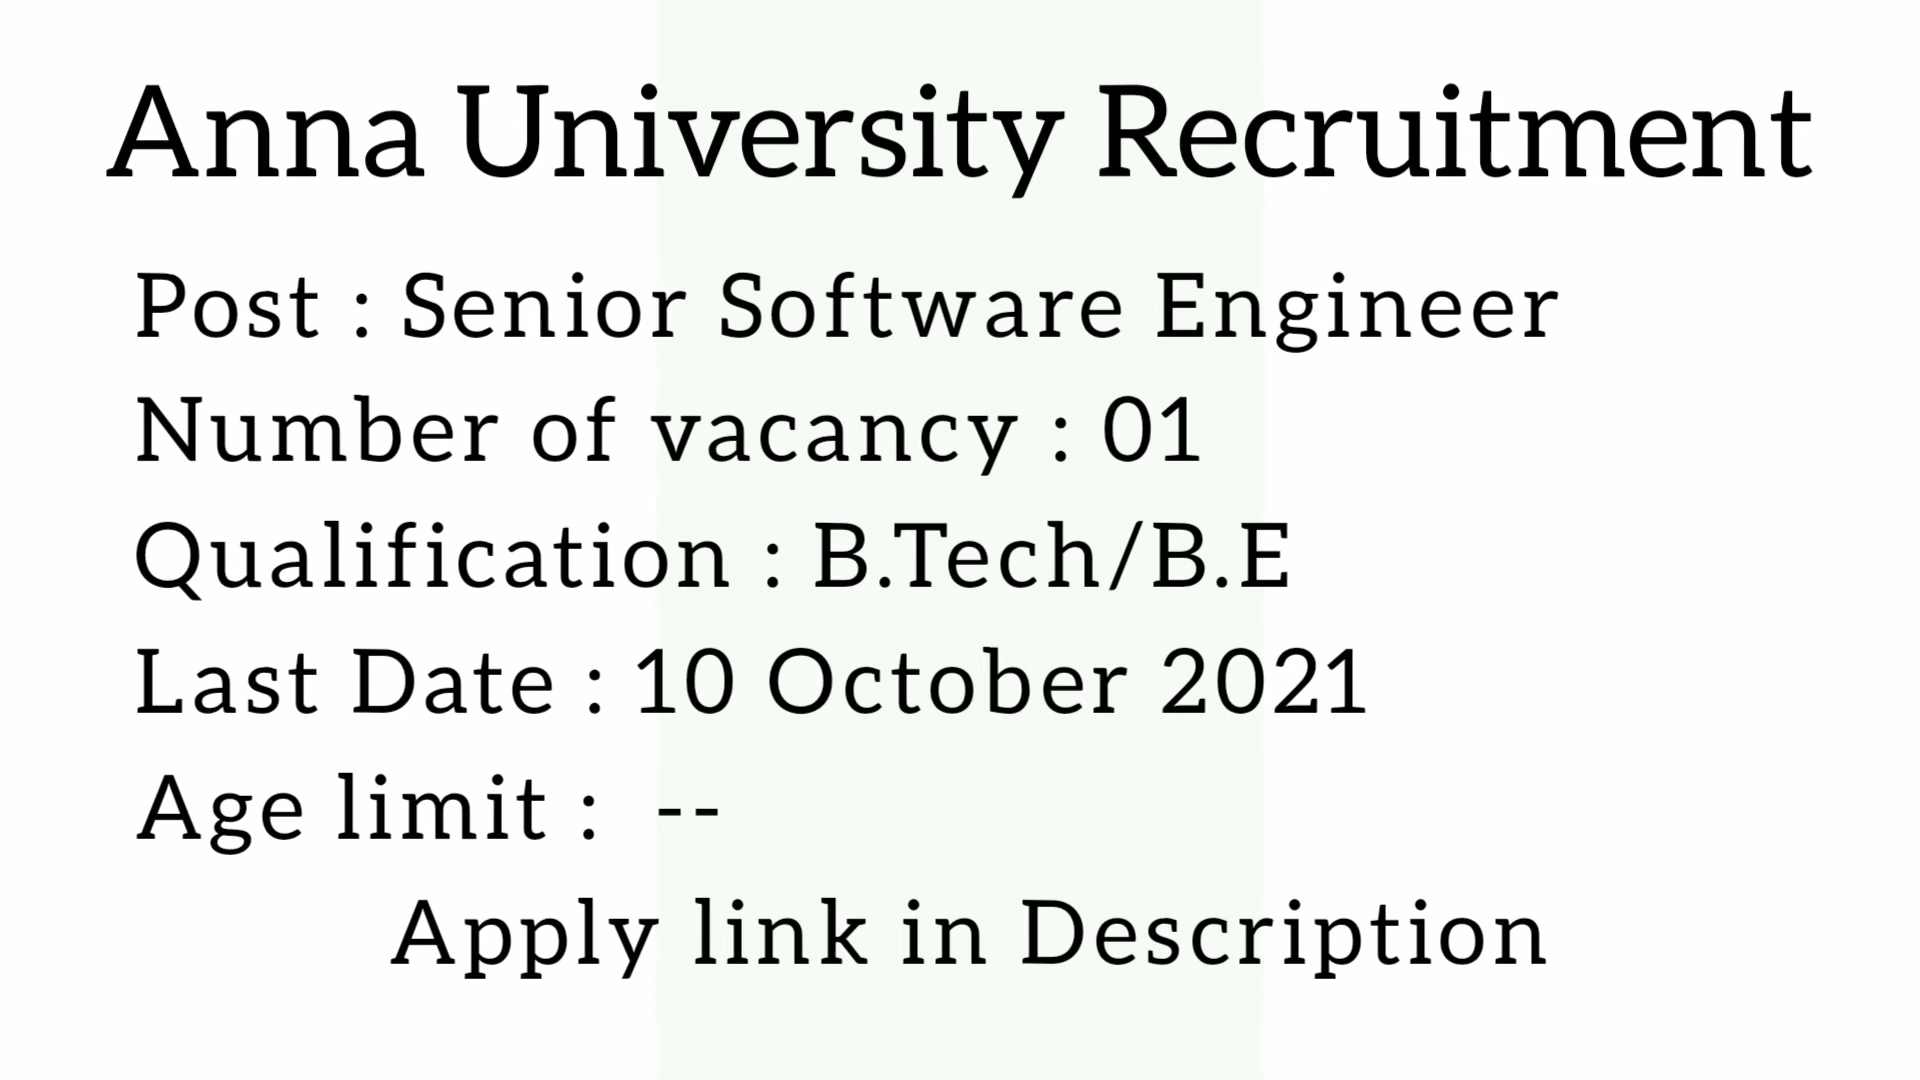 Anna University Recruitment
Post : Senior Software Engineer
Number of vacancy : 01
Qualification : B.Tech/B.E
Last Date : 10 October 2021
Age limit :  --
Apply link in Description